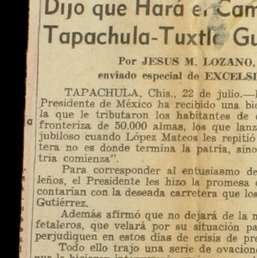 Dijo que Hará el Cam
Tapachula-Tuxtla Gu
Por JESUS M. LOZANO,
enviado especial de EXCELSI
TAPACHULA, Chis., 22 de julio.—
Presidente de México ha recibido una bie
la que le tributaron los habitantes de
fronteriza de 50.000 almas, los que lanz
jubiloso cuando López Mateos les repitió
tera no es donde termina la patria, sino
tria comienza".
Para corresponder al entusiasmo de
leños, el Presidente les hizo la promesa
contarían con la deseada carretera que los
Gutiérrez.
Además afirmó que no dejará de la m
fetaleros, que velará por su situación pa
perjudiquen en estos días de crisis de pre
Todo ello trajo una serie de ovacion